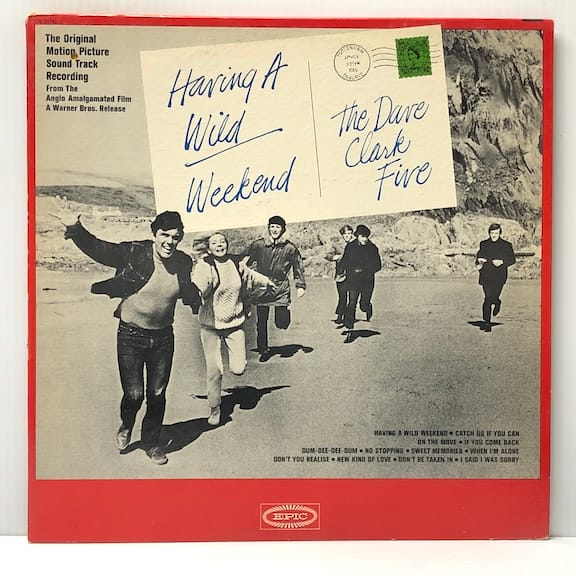 The Original
Motion Picture
Sound Track
Recording
From The
Anglo Amalgamated Film
A Warner Bros. Release
Having A
Wild
Weekend
The Dave
Clark
Five
HAVING A WILD WEEKEND • CATCH US IF YOU CAN
ON THE MOVE • IF YOU COME BACK
DUM-DEE-DEE-DUM • NO STOPPING • SWEET MEMORIES • WHEN I'M ALONE
DON'T YOU REALISE • NEW KIND OF LOVE • DON'T BE TAKEN IN • I SAID I WAS SORRY
EPIC